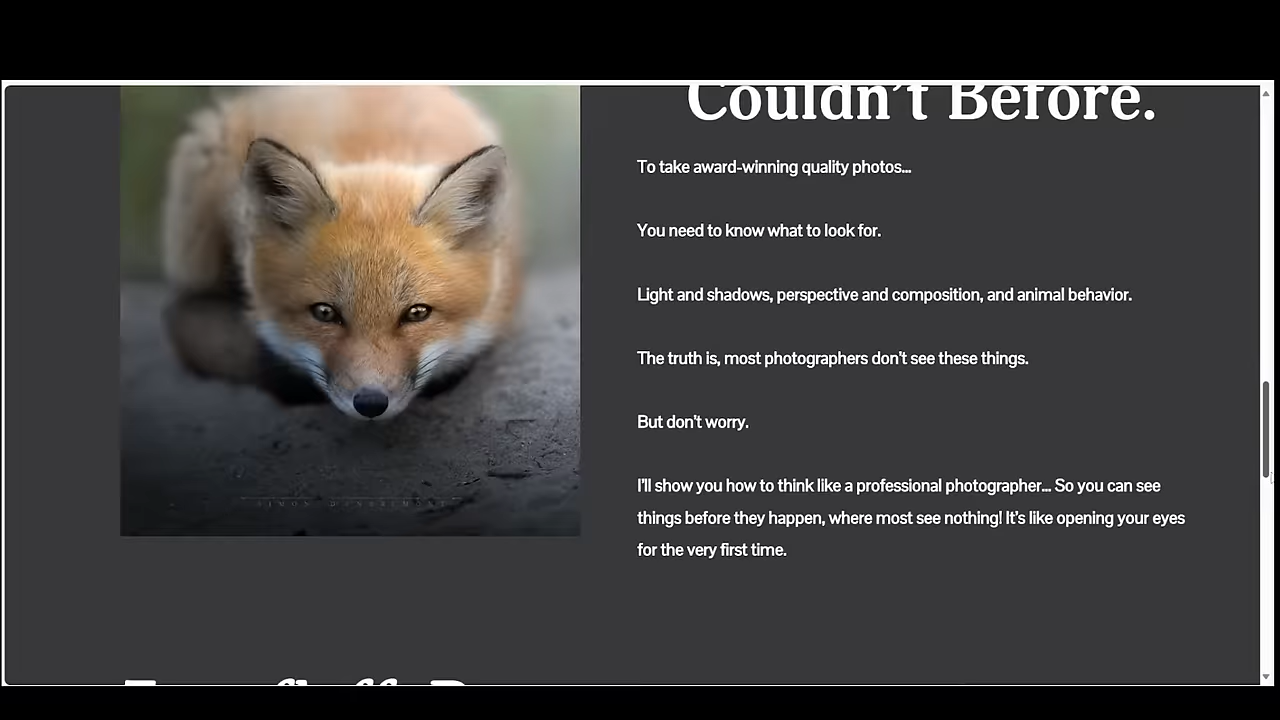 Couldn't Before.
To take award-winning quality photos...
You need to know what to look for.
Light and shadows, perspective and composition, and animal behavior.
The truth is, most photographers don't see these things.
But don't worry.
I'll show you how to think like a professional photographer... So you can see
things before they happen, where most see nothing! It's like opening your eyes
for the very first time.